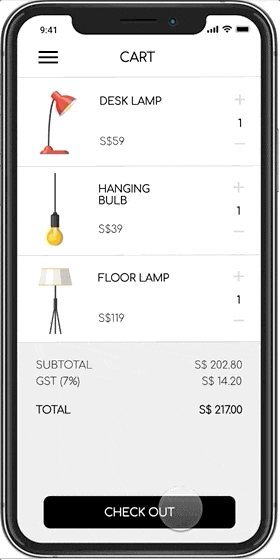 9:41
CART
DESK LAMP
1
S$59
HANGING
BULB
1
S$39
FLOOR LAMP
1
S$119
SUBTOTAL S$ 202.80
GST (7%) S$ 14.20
TOTAL S$ 217.00
CHECK OUT